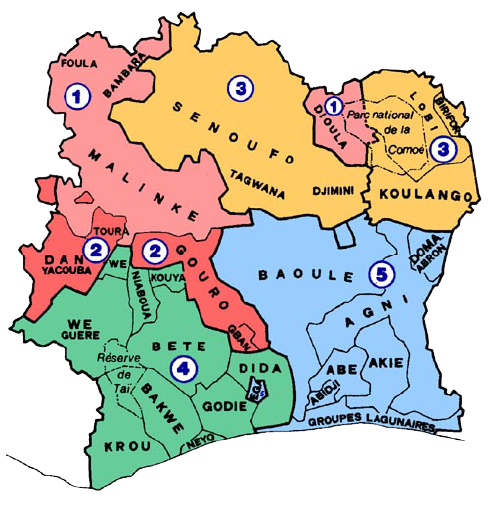 FOULA
BAMBARA
1
3
1
DIOULA
Parc national
de la
Comoé
LOBI
BIRIFOR
3
SENOUFO
MALINKE
TAGWANA
DJIMINI
KOULANGO
TOURA
DAN
YACOUBA
2
2
GOURO
WE
KOUYA
NIABOUA
GBAN
BAOULE
5
DOMA
ABRON
AGNI
WE
GUERE
BETE
4
Réserve
de
Taï
DIDA
EGA
ABE
AKIE
ABIDJI
BAKWE
GODIE
KROU
NEYO
GROUPES LAGUNAIRES